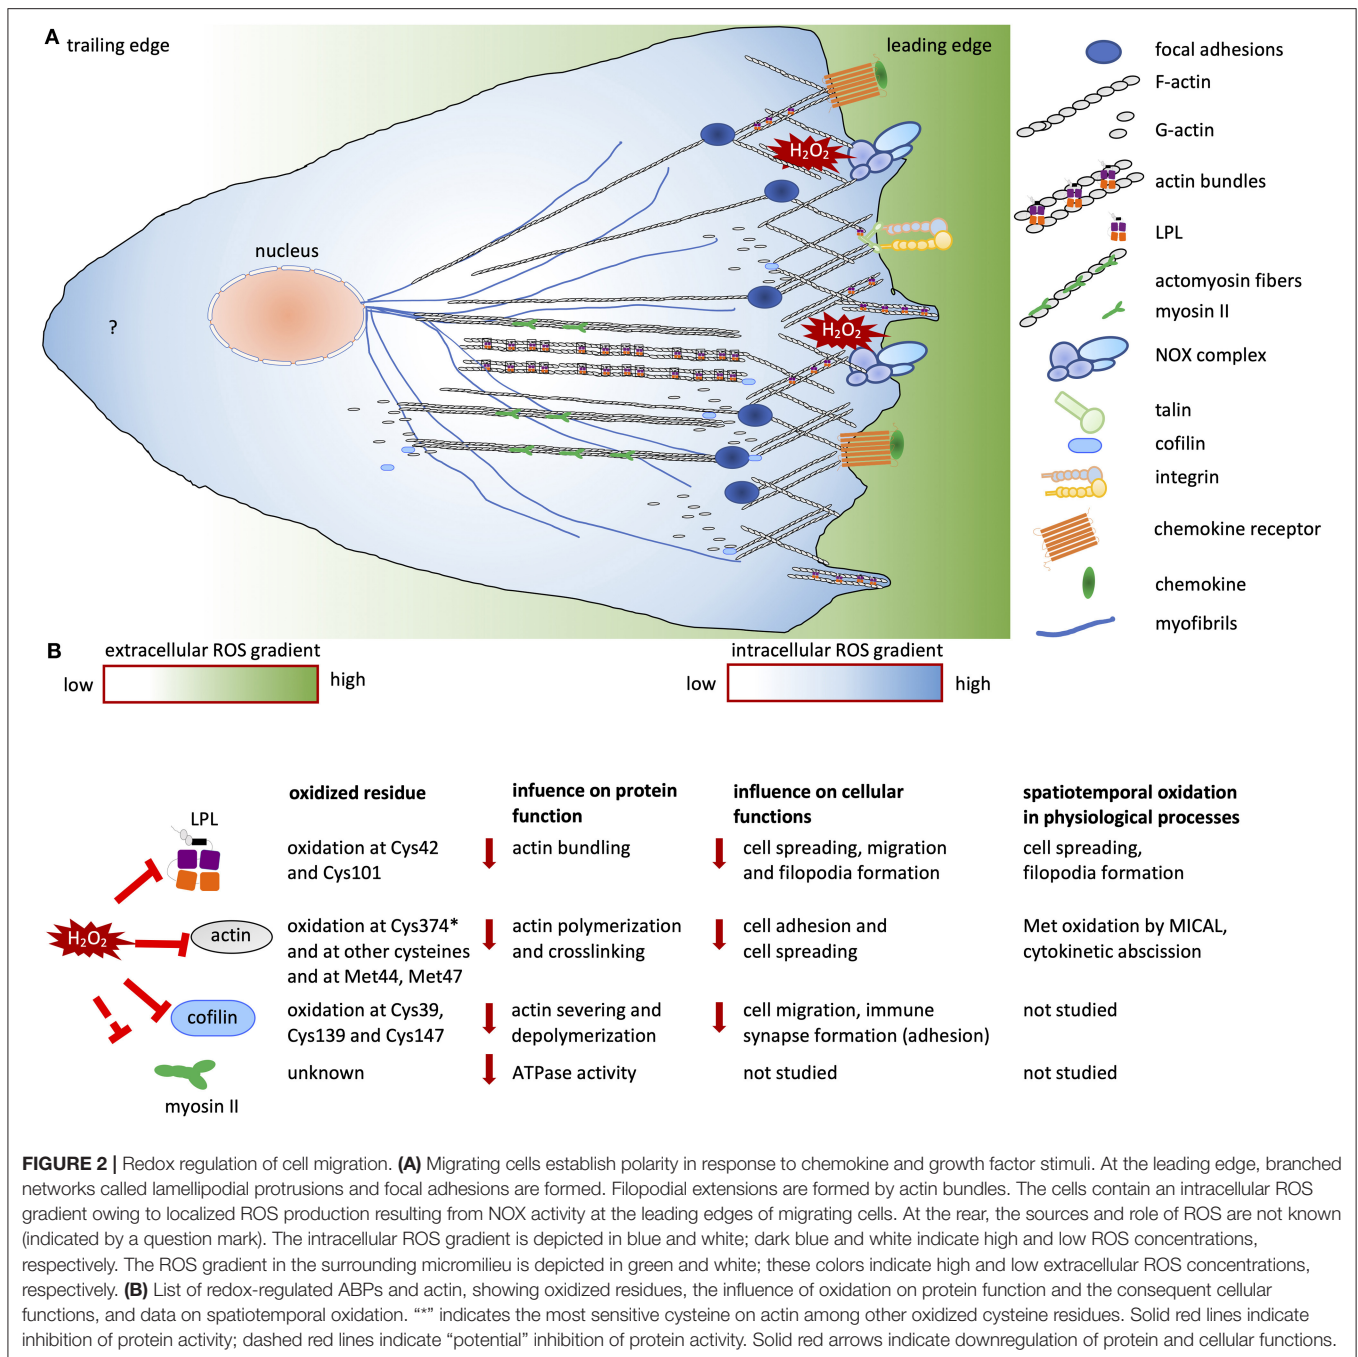 A trailing edge
leading edge
nucleus
?
H₂O₂
H₂O₂
focal adhesions
F-actin
G-actin
actin bundles
LPL
actomyosin fibers
myosin II
NOX complex
talin
cofilin
integrin
chemokine receptor
chemokine
myofibrils
B extracellular ROS gradient
low high
intracellular ROS gradient
low high
oxidized residue
infuence on protein
function
influence on cellular
functions
spatiotemporal oxidation
in physiological processes
LPL
oxidation at Cys42
and Cys101
actin bundling
cell spreading, migration
and filopodia formation
cell spreading,
filopodia formation
H₂O₂
actin
oxidation at Cys374*
and at other cysteines
and at Met44, Met47
actin polymerization
and crosslinking
cell adhesion and
cell spreading
Met oxidation by MICAL,
cytokinetic abscission
cofilin
oxidation at Cys39,
Cys139 and Cys147
actin severing and
depolymerization
cell migration, immune
synapse formation (adhesion)
not studied
myosin II
unknown
ATPase activity
not studied
not studied
FIGURE 2 | Redox regulation of cell migration. (A) Migrating cells establish polarity in response to chemokine and growth factor stimuli. At the leading edge, branched
networks called lamellipodial protrusions and focal adhesions are formed. Filopodial extensions are formed by actin bundles. The cells contain an intracellular ROS
gradient owing to localized ROS production resulting from NOX activity at the leading edges of migrating cells. At the rear, the sources and role of ROS are not known
(indicated by a question mark). The intracellular ROS gradient is depicted in blue and white; dark blue and white indicate high and low ROS concentrations,
respectively. The ROS gradient in the surrounding micromilieu is depicted in green and white; these colors indicate high and low extracellular ROS concentrations,
respectively. (B) List of redox-regulated ABPs and actin, showing oxidized residues, the influence of oxidation on protein function and the consequent cellular
functions, and data on spatiotemporal oxidation. “*” indicates the most sensitive cysteine on actin among other oxidized cysteine residues. Solid red lines indicate
inhibition of protein activity; dashed red lines indicate “potential” inhibition of protein activity. Solid red arrows indicate downregulation of protein and cellular functions.